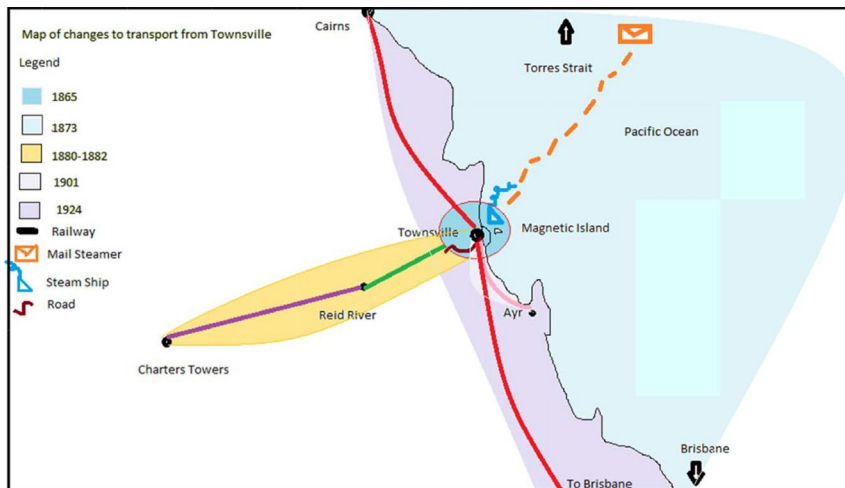 Map of changes to transport from Townsville
Legend
1865
1873
1880-1882
1901
1924
Railway
Mail Steamer
Steam Ship
Road
Cairns
Torres Strait
Pacific Ocean
Townsville
Magnetic Island
Reid River
Ayr
Charters Towers
Brisbane
To Brisbane